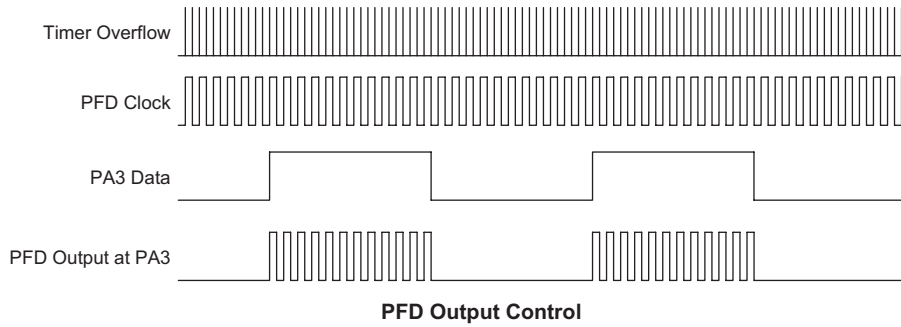 Timer Overflow
PFD Clock
PA3 Data
PFD Output at PA3
PFD Output Control